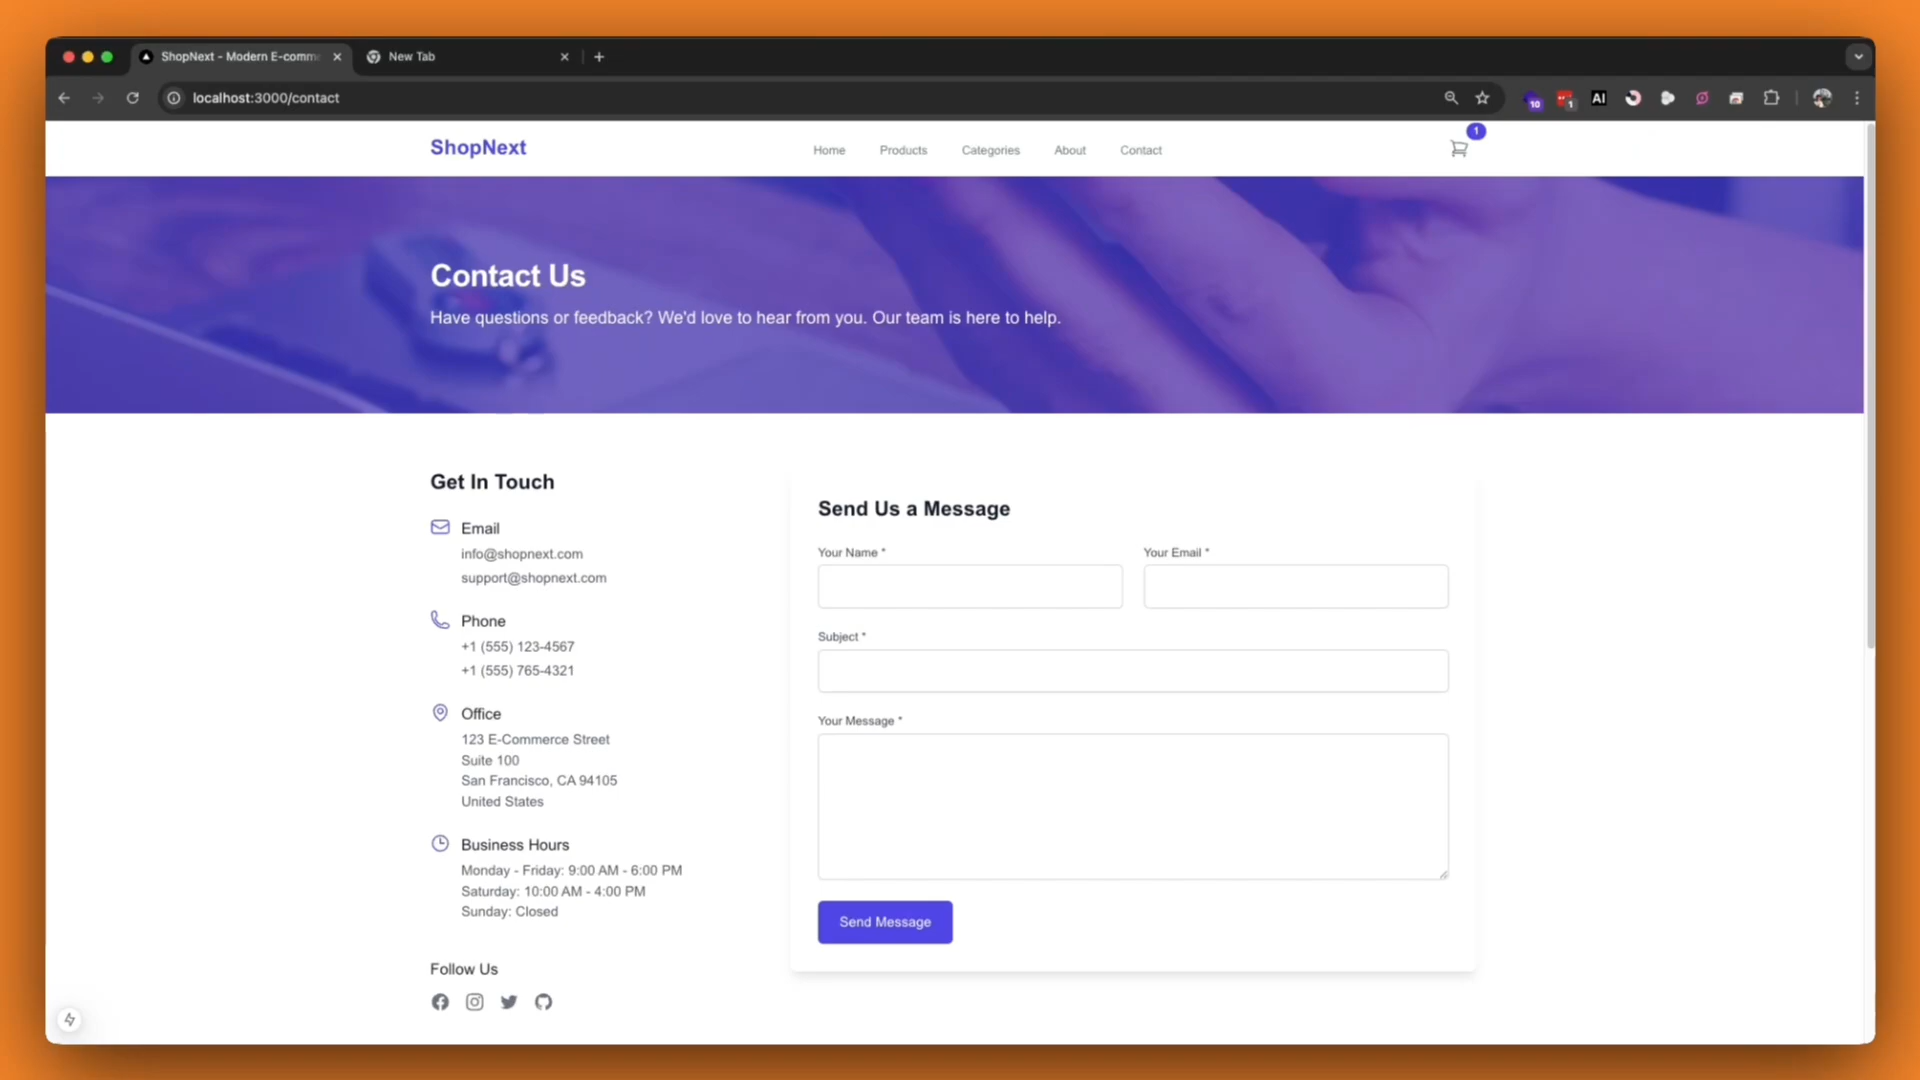 ShopNext - Modern E-comm
New Tab
localhost:3000/contact
10
1
AI
ShopNext
Home
Products
Categories
About
Contact
1
Contact Us
Have questions or feedback? We'd love to hear from you. Our team is here to help.
Get In Touch
Email
info@shopnext.com
support@shopnext.com
Phone
+1 (555) 123-4567
+1 (555) 765-4321
Office
123 E-Commerce Street
Suite 100
San Francisco, CA 94105
United States
Business Hours
Monday - Friday: 9:00 AM - 6:00 PM
Saturday: 10:00 AM - 4:00 PM
Sunday: Closed
Follow Us
Send Us a Message
Your Name *
Your Email *
Subject *
Your Message *
Send Message